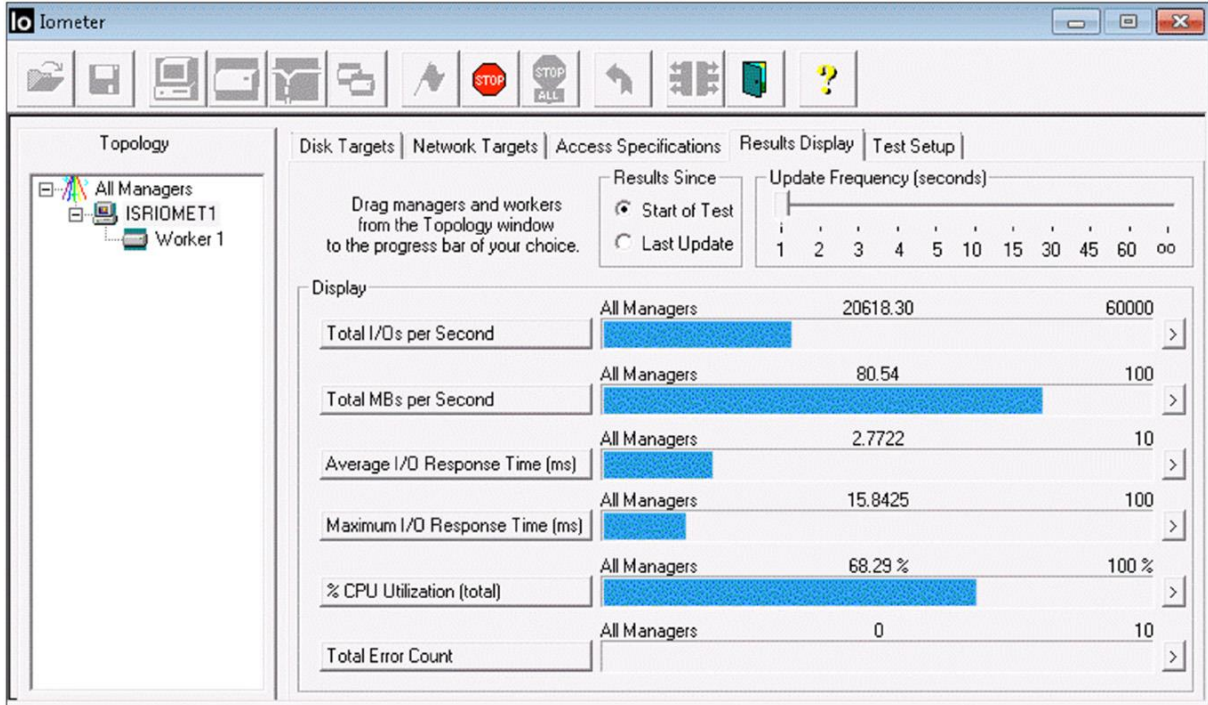 Io Iometer
STOP
STOP
ALL
?
Topology
All Managers
ISRIOMET1
Worker 1
Disk Targets Network Targets Access Specifications Results Display Test Setup
Drag managers and workers
from the Topology window
to the progress bar of your choice.
Results Since
Start of Test
Last Update
Update Frequency (seconds)
1 2 3 4 5 10 15 30 45 60 oo
Display
All Managers 20618.30 60000
Total I/Os per Second >
All Managers 80.54 100
Total MBs per Second >
All Managers 2.7722 10
Average I/O Response Time (ms) >
All Managers 15.8425 100
Maximum I/O Response Time (ms) >
All Managers 68.29 % 100 %
% CPU Utilization (total) >
All Managers 0 10
Total Error Count >